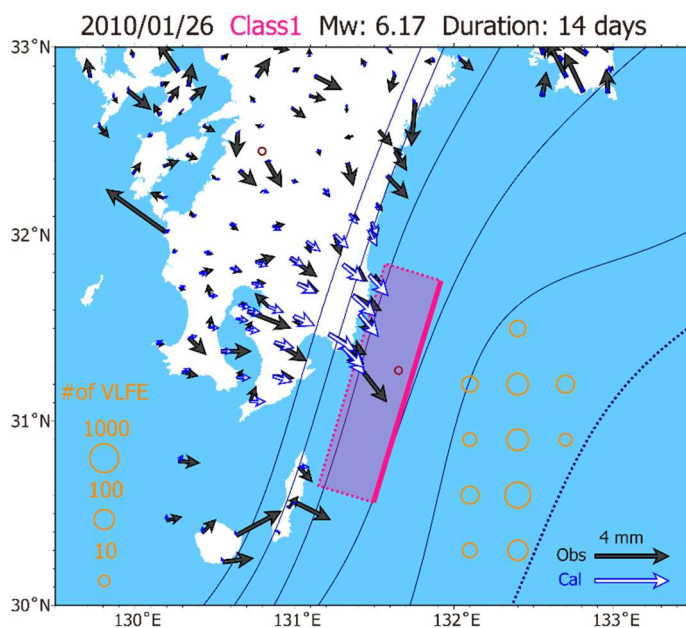 2010/01/26 Class1 Mw: 6.17 Duration: 14 days
33°N
32°N
31°N
30°N
#of VLFE
1000
100
10
4 mm
Obs
Cal
130°E 131°E 132°E 133°E